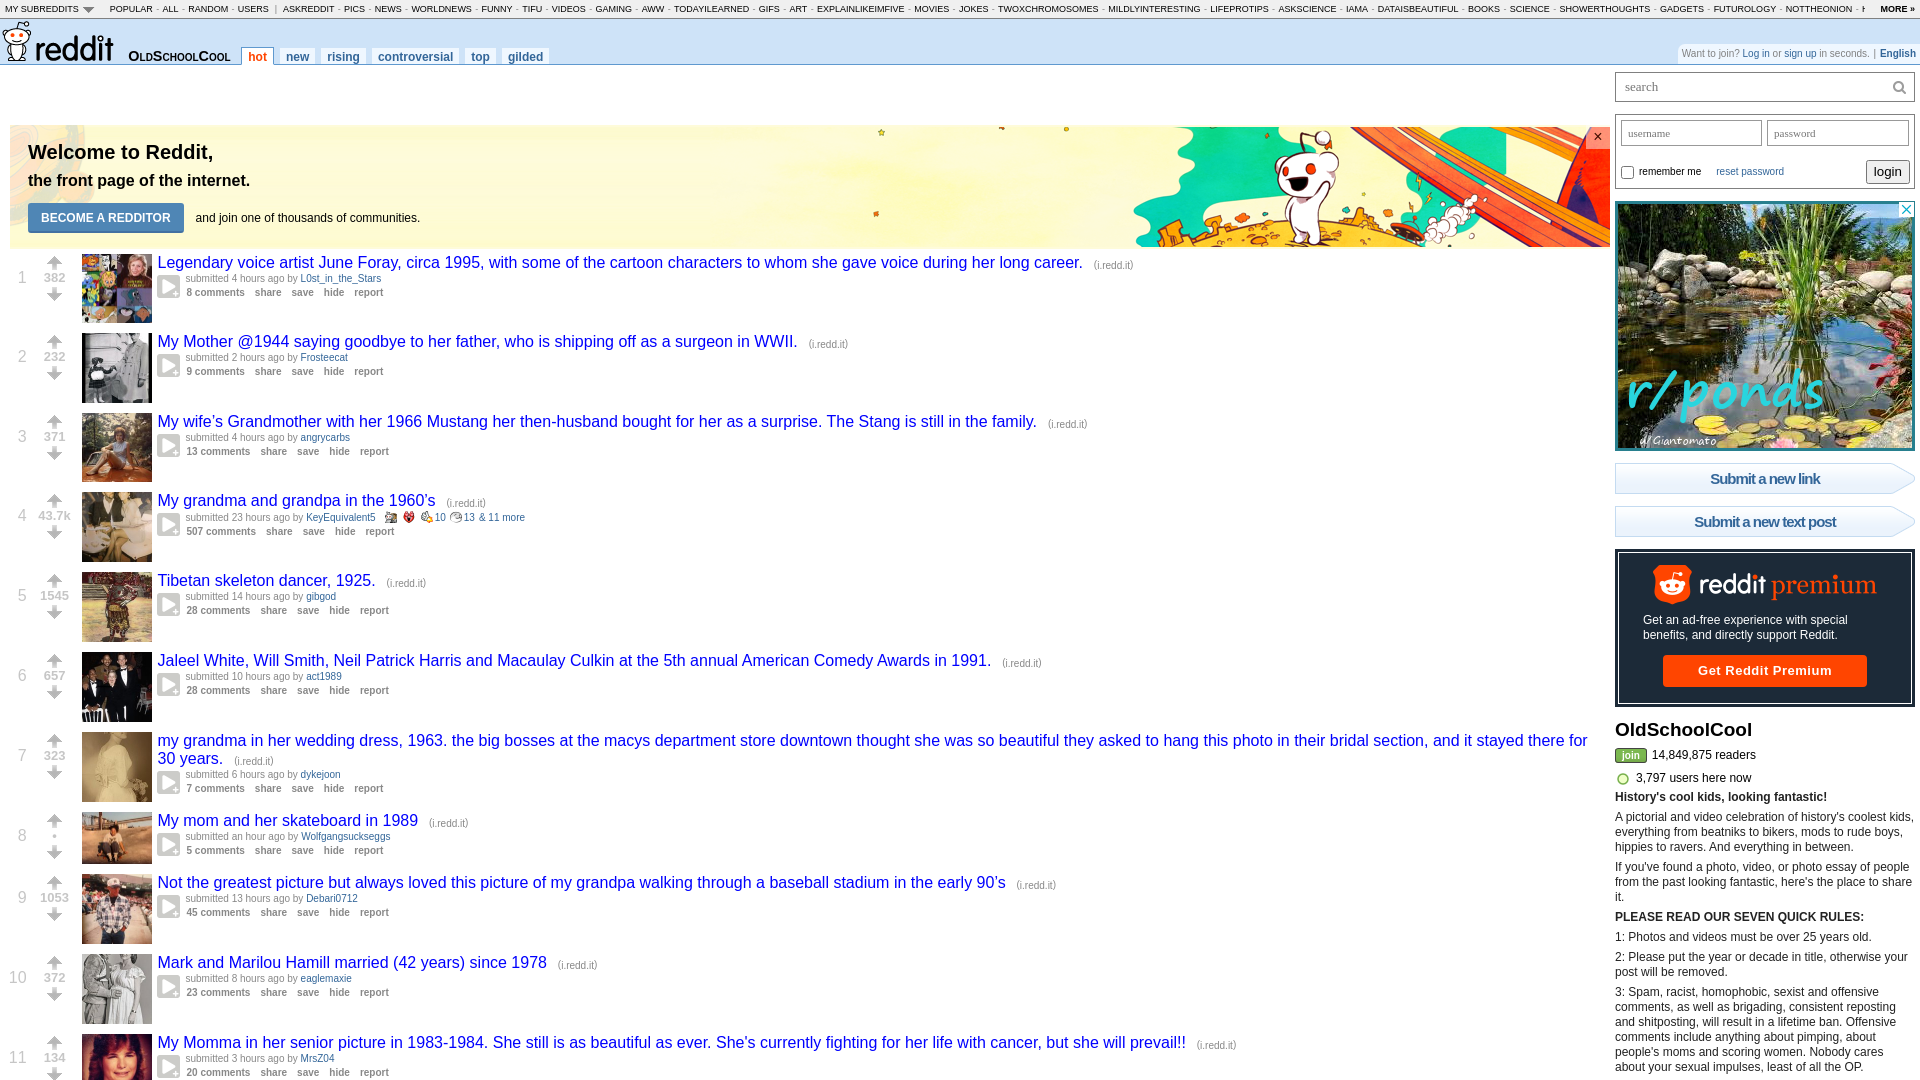 MY SUBREDDITS POPULAR - ALL - RANDOM - USERS | ASKREDDIT - PICS - NEWS - WORLDNEWS - FUNNY - TIFU - VIDEOS - GAMING - AWW - TODAYILEARNED - GIFS - ART - EXPLAINLIKEIMFIVE - MOVIES - JOKES - TWOXCHROMOSOMES - MILDLYINTERESTING - LIFEPROTIPS - ASKSCIENCE - IAMA - DATAISBEAUTIFUL - BOOKS - SCIENCE - SHOWERTHOUGHTS - GADGETS - FUTUROLOGY - NOTTHEONION - MORE »
reddit OLDSCHOOLCOOL hot new rising controversial top gilded
Want to join? Log in or sign up in seconds. | English
search
username password
remember me reset password login
Welcome to Reddit,
the front page of the internet.
BECOME A REDDITOR and join one of thousands of communities.
1 382 Legendary voice artist June Foray, circa 1995, with some of the cartoon characters to whom she gave voice during her long career. (i.redd.it)
submitted 4 hours ago by L0st_in_the_Stars
8 comments share save hide report
2 232 My Mother @1944 saying goodbye to her father, who is shipping off as a surgeon in WWII. (i.redd.it)
submitted 2 hours ago by Frosteecat
9 comments share save hide report
3 371 My wife’s Grandmother with her 1966 Mustang her then-husband bought for her as a surprise. The Stang is still in the family. (i.redd.it)
submitted 4 hours ago by angrycarbs
13 comments share save hide report
4 43.7k My grandma and grandpa in the 1960’s (i.redd.it)
submitted 23 hours ago by KeyEquivalent5 10 13 & 11 more
507 comments share save hide report
5 1545 Tibetan skeleton dancer, 1925. (i.redd.it)
submitted 14 hours ago by gibgod
28 comments share save hide report
6 657 Jaleel White, Will Smith, Neil Patrick Harris and Macaulay Culkin at the 5th annual American Comedy Awards in 1991. (i.redd.it)
submitted 10 hours ago by act1989
28 comments share save hide report
7 323 my grandma in her wedding dress, 1963. the big bosses at the macys department store downtown thought she was so beautiful they asked to hang this photo in their bridal section, and it stayed there for
30 years. (i.redd.it)
submitted 6 hours ago by dykejoon
7 comments share save hide report
8 • My mom and her skateboard in 1989 (i.redd.it)
submitted an hour ago by Wolfgangsuckseggs
5 comments share save hide report
9 1053 Not the greatest picture but always loved this picture of my grandpa walking through a baseball stadium in the early 90’s (i.redd.it)
submitted 13 hours ago by Debari0712
45 comments share save hide report
10 372 Mark and Marilou Hamill married (42 years) since 1978 (i.redd.it)
submitted 8 hours ago by eaglemaxie
23 comments share save hide report
11 134 My Momma in her senior picture in 1983-1984. She still is as beautiful as ever. She's currently fighting for her life with cancer, but she will prevail!! (i.redd.it)
submitted 3 hours ago by MrsZ04
20 comments share save hide report
r/ponds
u/Giantomato
Submit a new link
Submit a new text post
reddit premium
Get an ad-free experience with special
benefits, and directly support Reddit.
Get Reddit Premium
OldSchoolCool
join 14,849,875 readers
3,797 users here now
History's cool kids, looking fantastic!
A pictorial and video celebration of history's coolest kids,
everything from beatniks to bikers, mods to rude boys,
hippies to ravers. And everything in between.
If you've found a photo, video, or photo essay of people
from the past looking fantastic, here's the place to share
it.
PLEASE READ OUR SEVEN QUICK RULES:
1: Photos and videos must be over 25 years old.
2: Please put the year or decade in title, otherwise your
post will be removed.
3: Spam, racist, homophobic, sexist and offensive
comments, as well as brigading, consistent reposting
and shitposting, will result in a lifetime ban. Offensive
comments include anything about pimping, about
people's moms and scoring women. Nobody cares
about your sexual impulses, least of all the OP.